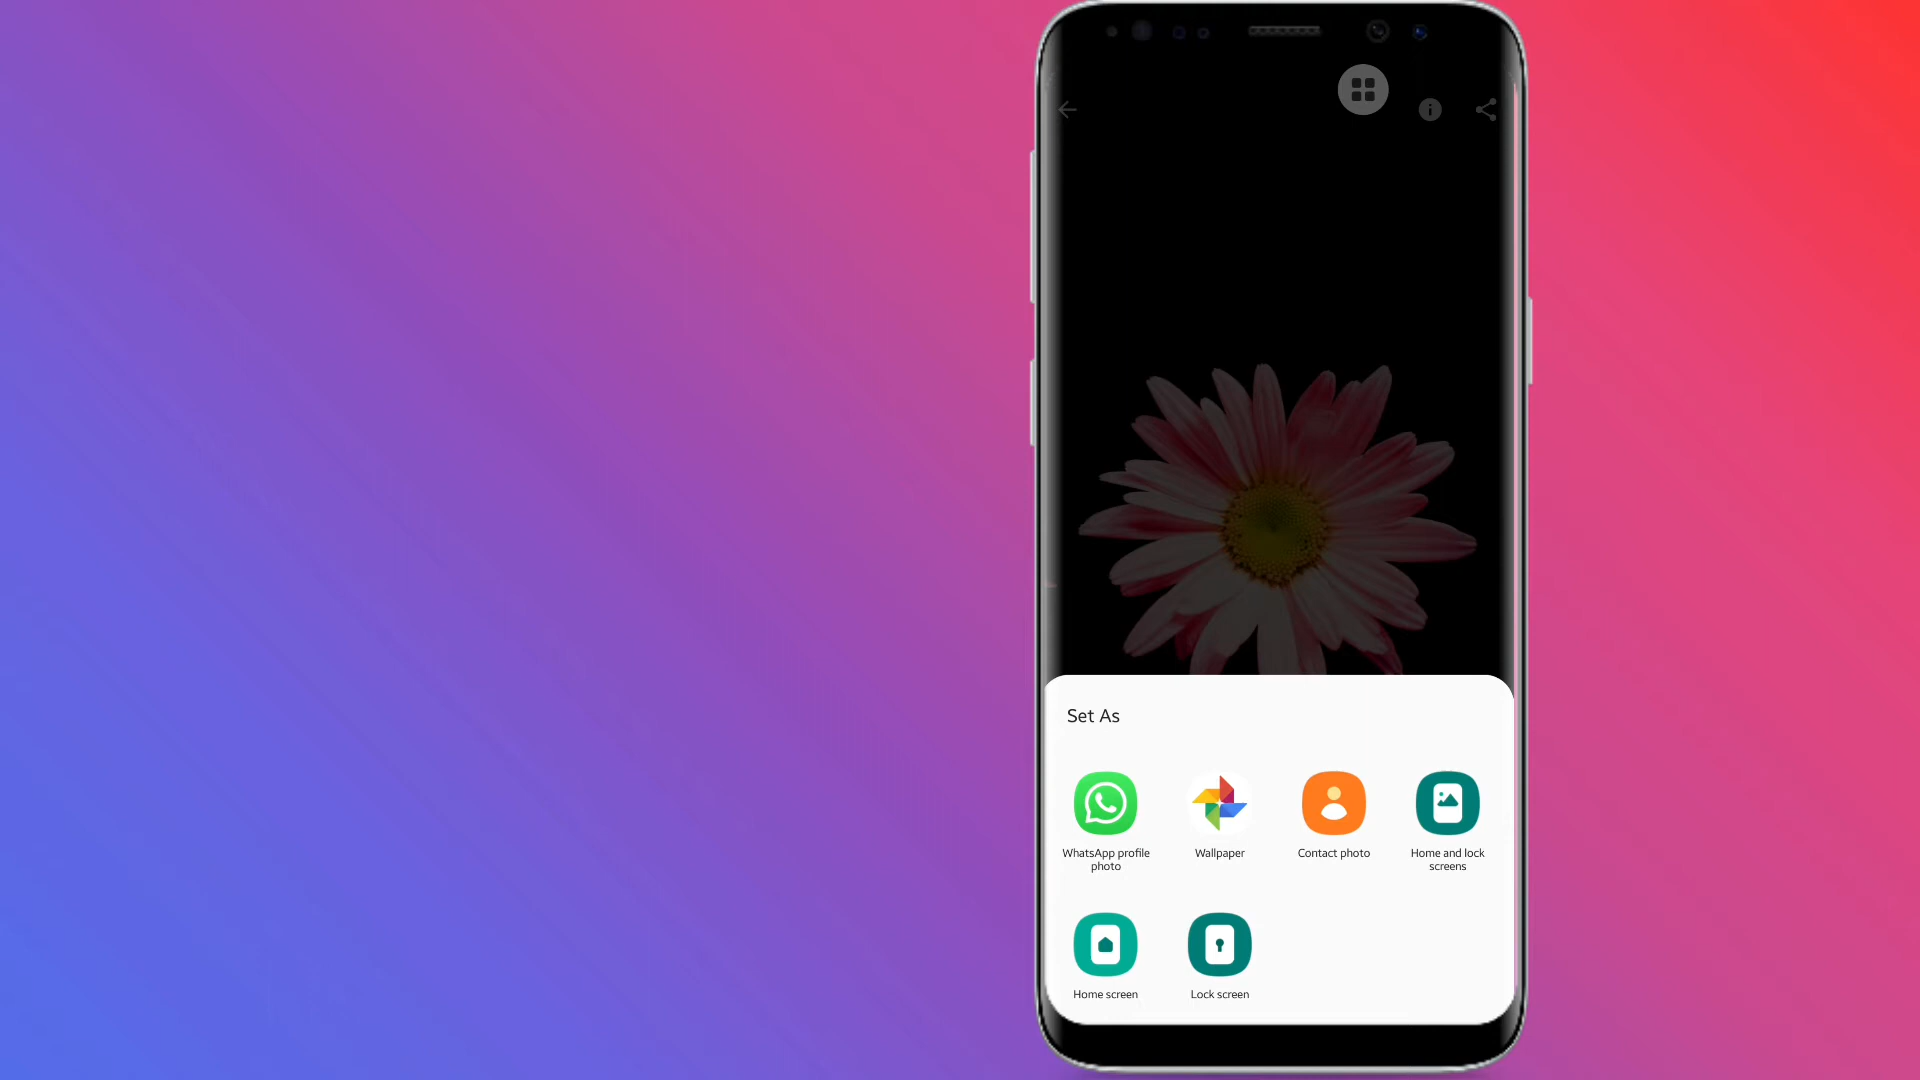 Set As
WhatsApp profile
photo
Wallpaper
Contact photo
Home and lock
screens
Home screen
Lock screen